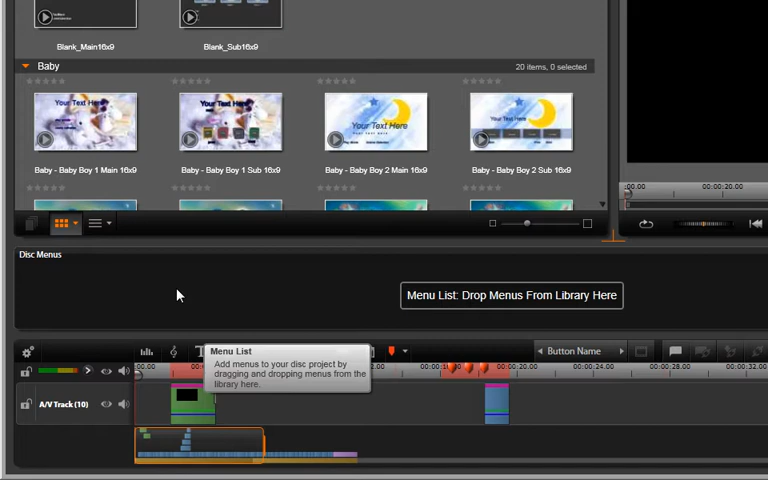 Blank_Main16x9
Blank_Sub16x9
Baby
20 items, 0 selected
Your Text Here
Your Text Here
Your Text Here
Your Text Here
Baby - Baby Boy 1 Main 16x9
Baby - Baby Boy 1 Sub 16x9
Baby - Baby Boy 2 Main 16x9
Baby - Baby Boy 2 Sub 16x9
:00.00
00:00:20.00
Disc Menus
Menu List: Drop Menus From Library Here
Menu List
Add menus to your disc project by
dragging and dropping menus from the
library here.
Button Name
00:00:20.00
00:00:28.00
00:00:32.00
A/V Track (10)